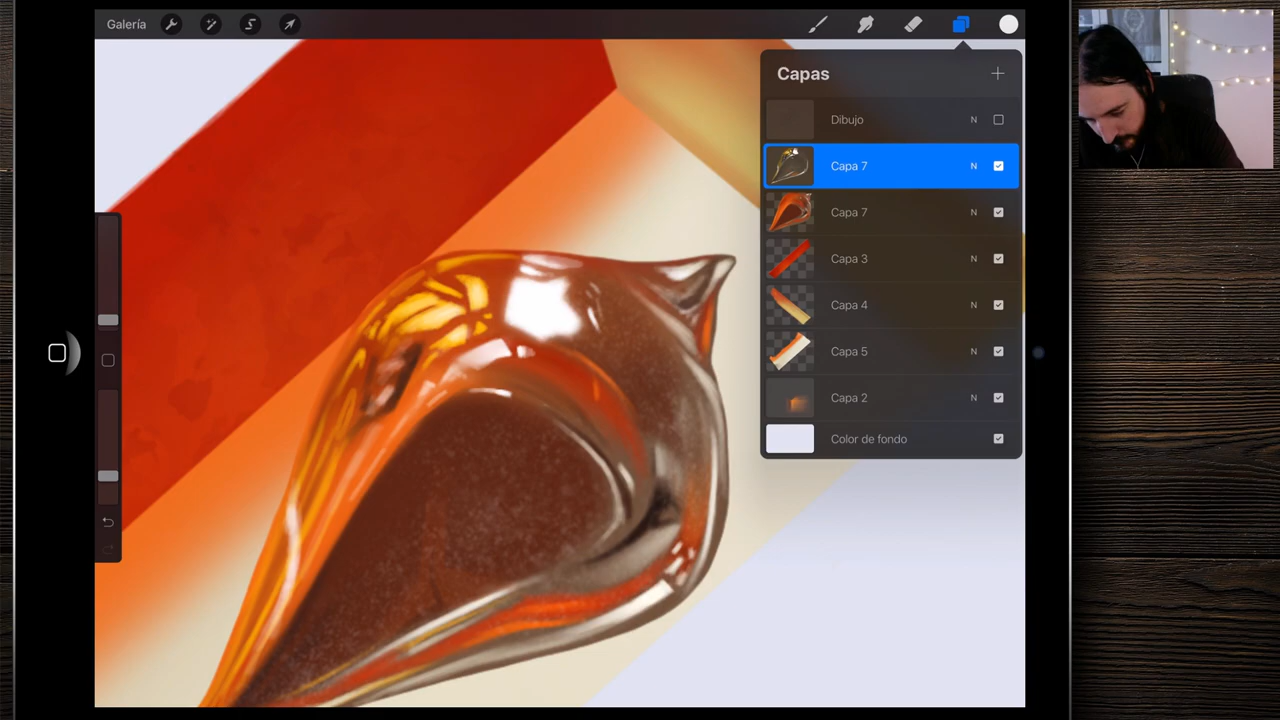 Galería
Capas
Dibujo N
Capa 7 N
Capa 7 N
Capa 3 N
Capa 4 N
Capa 5 N
Capa 2 N
Color de fondo